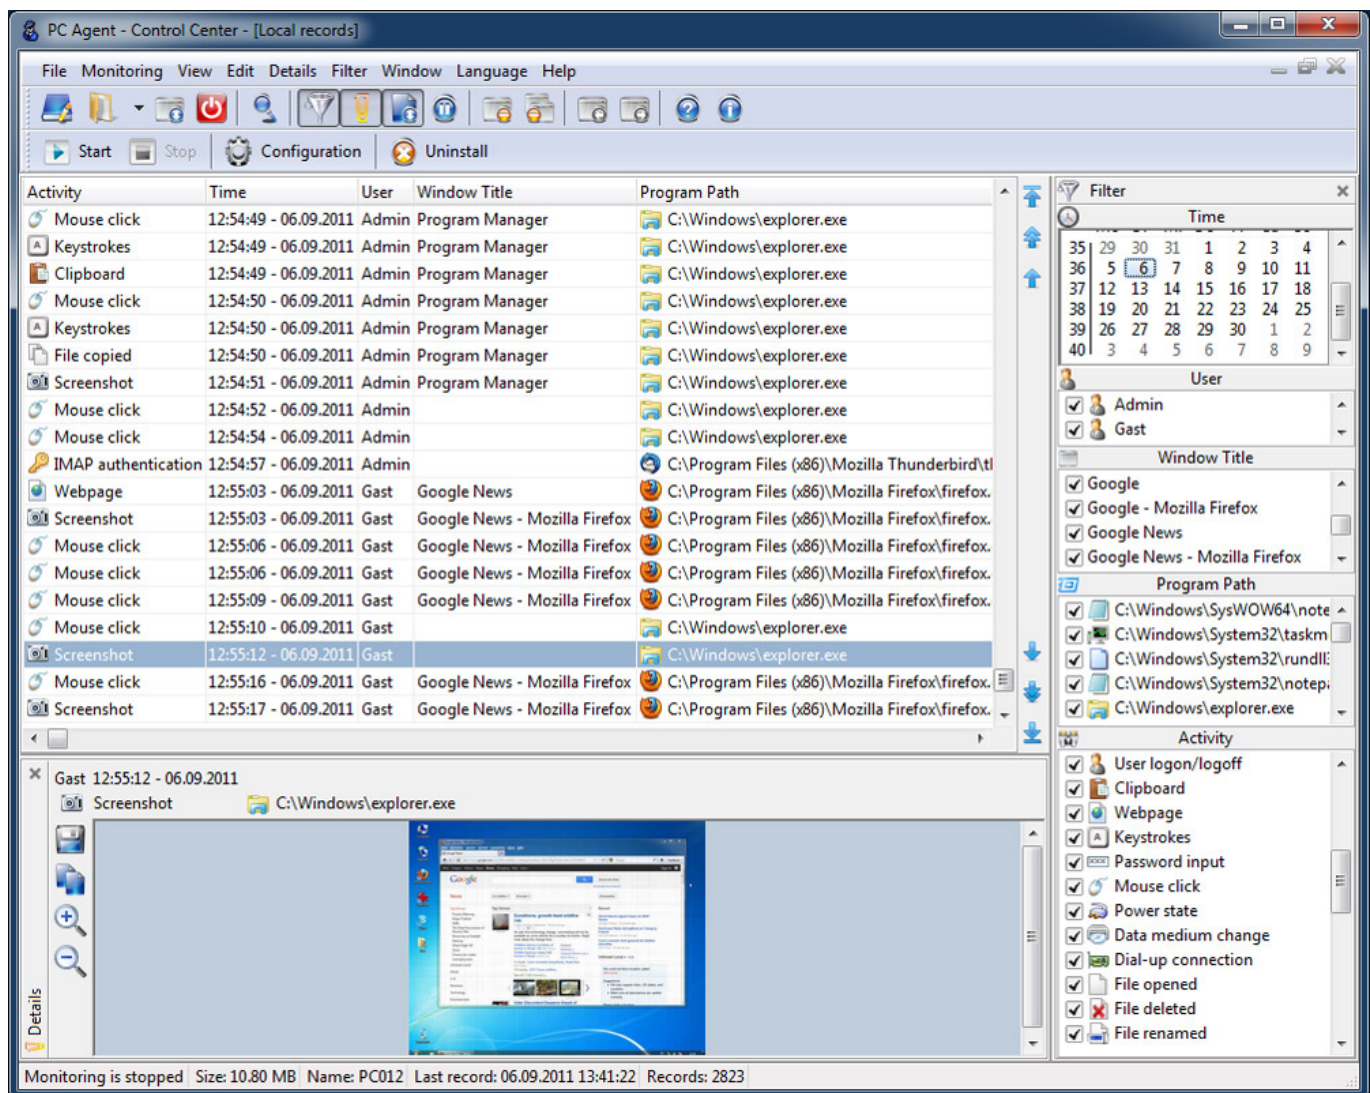 PC Agent - Control Center - [Local records]
File Monitoring View Edit Details Filter Window Language Help
Start Stop Configuration Uninstall
Activity Time User Window Title Program Path
Mouse click 12:54:49 - 06.09.2011 Admin Program Manager C:\Windows\explorer.exe
Keystrokes 12:54:49 - 06.09.2011 Admin Program Manager C:\Windows\explorer.exe
Clipboard 12:54:49 - 06.09.2011 Admin Program Manager C:\Windows\explorer.exe
Mouse click 12:54:50 - 06.09.2011 Admin Program Manager C:\Windows\explorer.exe
Keystrokes 12:54:50 - 06.09.2011 Admin Program Manager C:\Windows\explorer.exe
File copied 12:54:50 - 06.09.2011 Admin Program Manager C:\Windows\explorer.exe
Screenshot 12:54:51 - 06.09.2011 Admin Program Manager C:\Windows\explorer.exe
Mouse click 12:54:52 - 06.09.2011 Admin C:\Windows\explorer.exe
Mouse click 12:54:54 - 06.09.2011 Admin C:\Windows\explorer.exe
IMAP authentication 12:54:57 - 06.09.2011 Admin C:\Program Files (x86)\Mozilla Thunderbird\tl
Webpage 12:55:03 - 06.09.2011 Gast Google News C:\Program Files (x86)\Mozilla Firefox\firefox.
Screenshot 12:55:03 - 06.09.2011 Gast Google News - Mozilla Firefox C:\Program Files (x86)\Mozilla Firefox\firefox.
Mouse click 12:55:06 - 06.09.2011 Gast Google News - Mozilla Firefox C:\Program Files (x86)\Mozilla Firefox\firefox.
Mouse click 12:55:06 - 06.09.2011 Gast Google News - Mozilla Firefox C:\Program Files (x86)\Mozilla Firefox\firefox.
Mouse click 12:55:09 - 06.09.2011 Gast Google News - Mozilla Firefox C:\Program Files (x86)\Mozilla Firefox\firefox.
Mouse click 12:55:10 - 06.09.2011 Gast C:\Windows\explorer.exe
Screenshot 12:55:12 - 06.09.2011 Gast C:\Windows\explorer.exe
Mouse click 12:55:16 - 06.09.2011 Gast Google News - Mozilla Firefox C:\Program Files (x86)\Mozilla Firefox\firefox.
Screenshot 12:55:17 - 06.09.2011 Gast Google News - Mozilla Firefox C:\Program Files (x86)\Mozilla Firefox\firefox.
Filter
Time
35 29 30 31 1 2 3 4
36 5 6 7 8 9 10 11
37 12 13 14 15 16 17 18
38 19 20 21 22 23 24 25
39 26 27 28 29 30 1 2
40 3 4 5 6 7 8 9
User
Admin
Gast
Window Title
Google
Google - Mozilla Firefox
Google News
Google News - Mozilla Firefox
Program Path
C:\Windows\SysWOW64\note
C:\Windows\System32\taskm
C:\Windows\System32\rundll
C:\Windows\System32\notep
C:\Windows\explorer.exe
Activity
User logon/logoff
Clipboard
Webpage
Keystrokes
Password input
Mouse click
Power state
Data medium change
Dial-up connection
File opened
File deleted
File renamed
Gast 12:55:12 - 06.09.2011
Screenshot C:\Windows\explorer.exe
Google
Details
Monitoring is stopped Size: 10.80 MB Name: PC012 Last record: 06.09.2011 13:41:22 Records: 2823